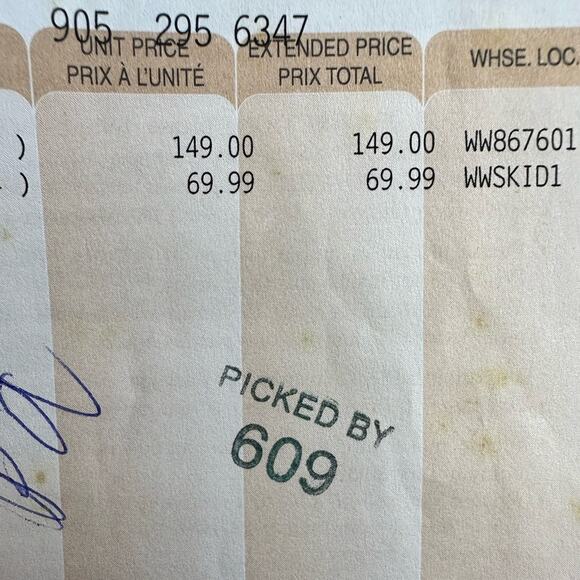 905 295 6347
UNIT PRICE EXTENDED PRICE WHSE. LOC.
PRIX À L'UNITÉ PRIX TOTAL
) 149.00 149.00 WW867601
) 69.99 69.99 WWSKID1
PICKED BY
609